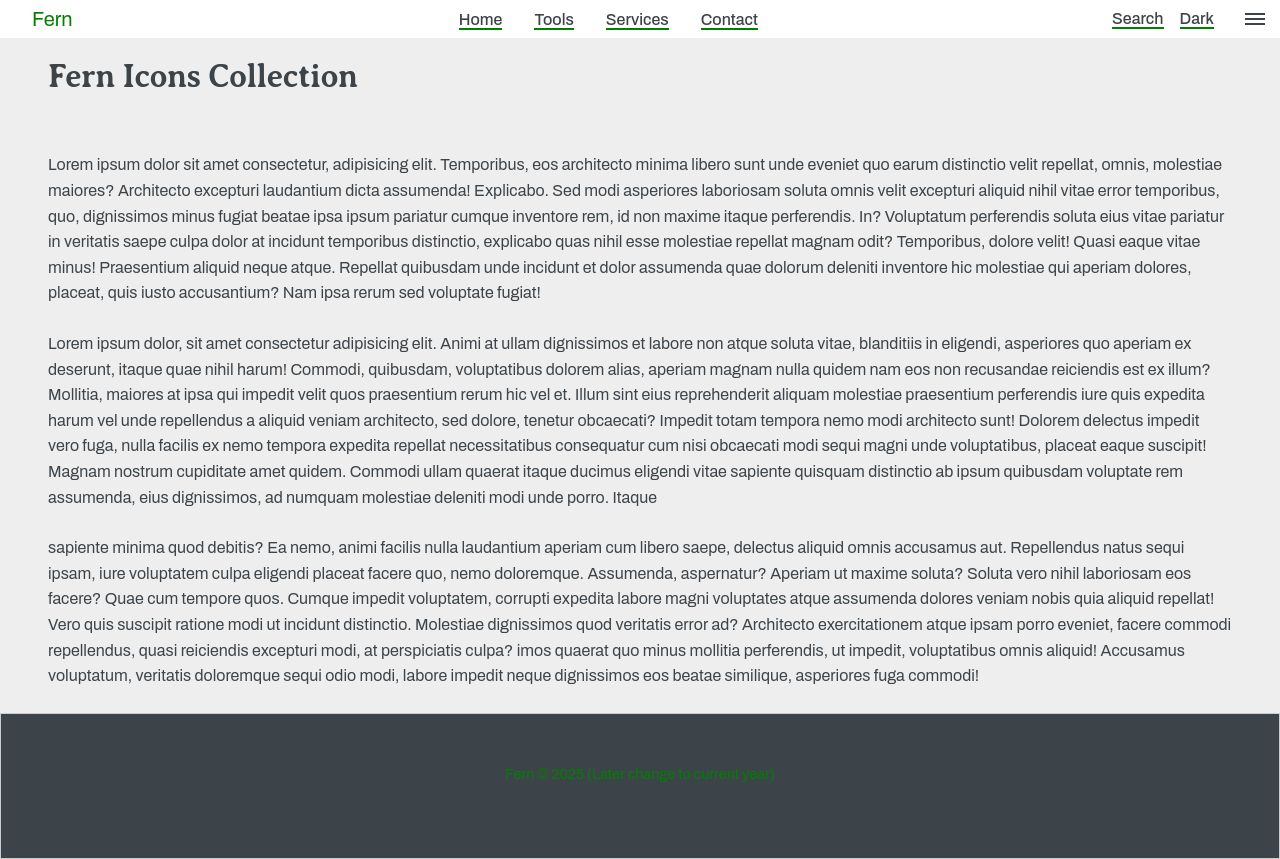 Fern
Home Tools Services Contact
Search Dark
Fern Icons Collection
Lorem ipsum dolor sit amet consectetur, adipisicing elit. Temporibus, eos architecto minima libero sunt unde eveniet quo earum distinctio velit repellat, omnis, molestiae
maiores? Architecto excepturi laudantium dicta assumenda! Explicabo. Sed modi asperiores laboriosam soluta omnis velit excepturi aliquid nihil vitae error temporibus,
quo, dignissimos minus fugiat beatae ipsa ipsum pariatur cumque inventore rem, id non maxime itaque perferendis. In? Voluptatum perferendis soluta eius vitae pariatur
in veritatis saepe culpa dolor at incidunt temporibus distinctio, explicabo quas nihil esse molestiae repellat magnam odit? Temporibus, dolore velit! Quasi eaque vitae
minus! Praesentium aliquid neque atque. Repellat quibusdam unde incidunt et dolor assumenda quae dolorum deleniti inventore hic molestiae qui aperiam dolores,
placeat, quis iusto accusantium? Nam ipsa rerum sed voluptate fugiat!
Lorem ipsum dolor, sit amet consectetur adipisicing elit. Animi at ullam dignissimos et labore non atque soluta vitae, blanditiis in eligendi, asperiores quo aperiam ex
deserunt, itaque quae nihil harum! Commodi, quibusdam, voluptatibus dolorem alias, aperiam magnam nulla quidem nam eos non recusandae reiciendis est ex illum?
Mollitia, maiores at ipsa qui impedit velit quos praesentium rerum hic vel et. Illum sint eius reprehenderit aliquam molestiae praesentium perferendis iure quis expedita
harum vel unde repellendus a aliquid veniam architecto, sed dolore, tenetur obcaecati? Impedit totam tempora nemo modi architecto sunt! Dolorem delectus impedit
vero fuga, nulla facilis ex nemo tempora expedita repellat necessitatibus consequatur cum nisi obcaecati modi sequi magni unde voluptatibus, placeat eaque suscipit!
Magnam nostrum cupiditate amet quidem. Commodi ullam quaerat itaque ducimus eligendi vitae sapiente quisquam distinctio ab ipsum quibusdam voluptate rem
assumenda, eius dignissimos, ad numquam molestiae deleniti modi unde porro. Itaque
sapiente minima quod debitis? Ea nemo, animi facilis nulla laudantium aperiam cum libero saepe, delectus aliquid omnis accusamus aut. Repellendus natus sequi
ipsam, iure voluptatem culpa eligendi placeat facere quo, nemo doloremque. Assumenda, aspernatur? Aperiam ut maxime soluta? Soluta vero nihil laboriosam eos
facere? Quae cum tempore quos. Cumque impedit voluptatem, corrupti expedita labore magni voluptates atque assumenda dolores veniam nobis quia aliquid repellat!
Vero quis suscipit ratione modi ut incidunt distinctio. Molestiae dignissimos quod veritatis error ad? Architecto exercitationem atque ipsam porro eveniet, facere commodi
repellendus, quasi reiciendis excepturi modi, at perspiciatis culpa? imos quaerat quo minus mollitia perferendis, ut impedit, voluptatibus omnis aliquid! Accusamus
voluptatum, veritatis doloremque sequi odio modi, labore impedit neque dignissimos eos beatae similique, asperiores fuga commodi!
Fern © 2025 (Later change to current year)